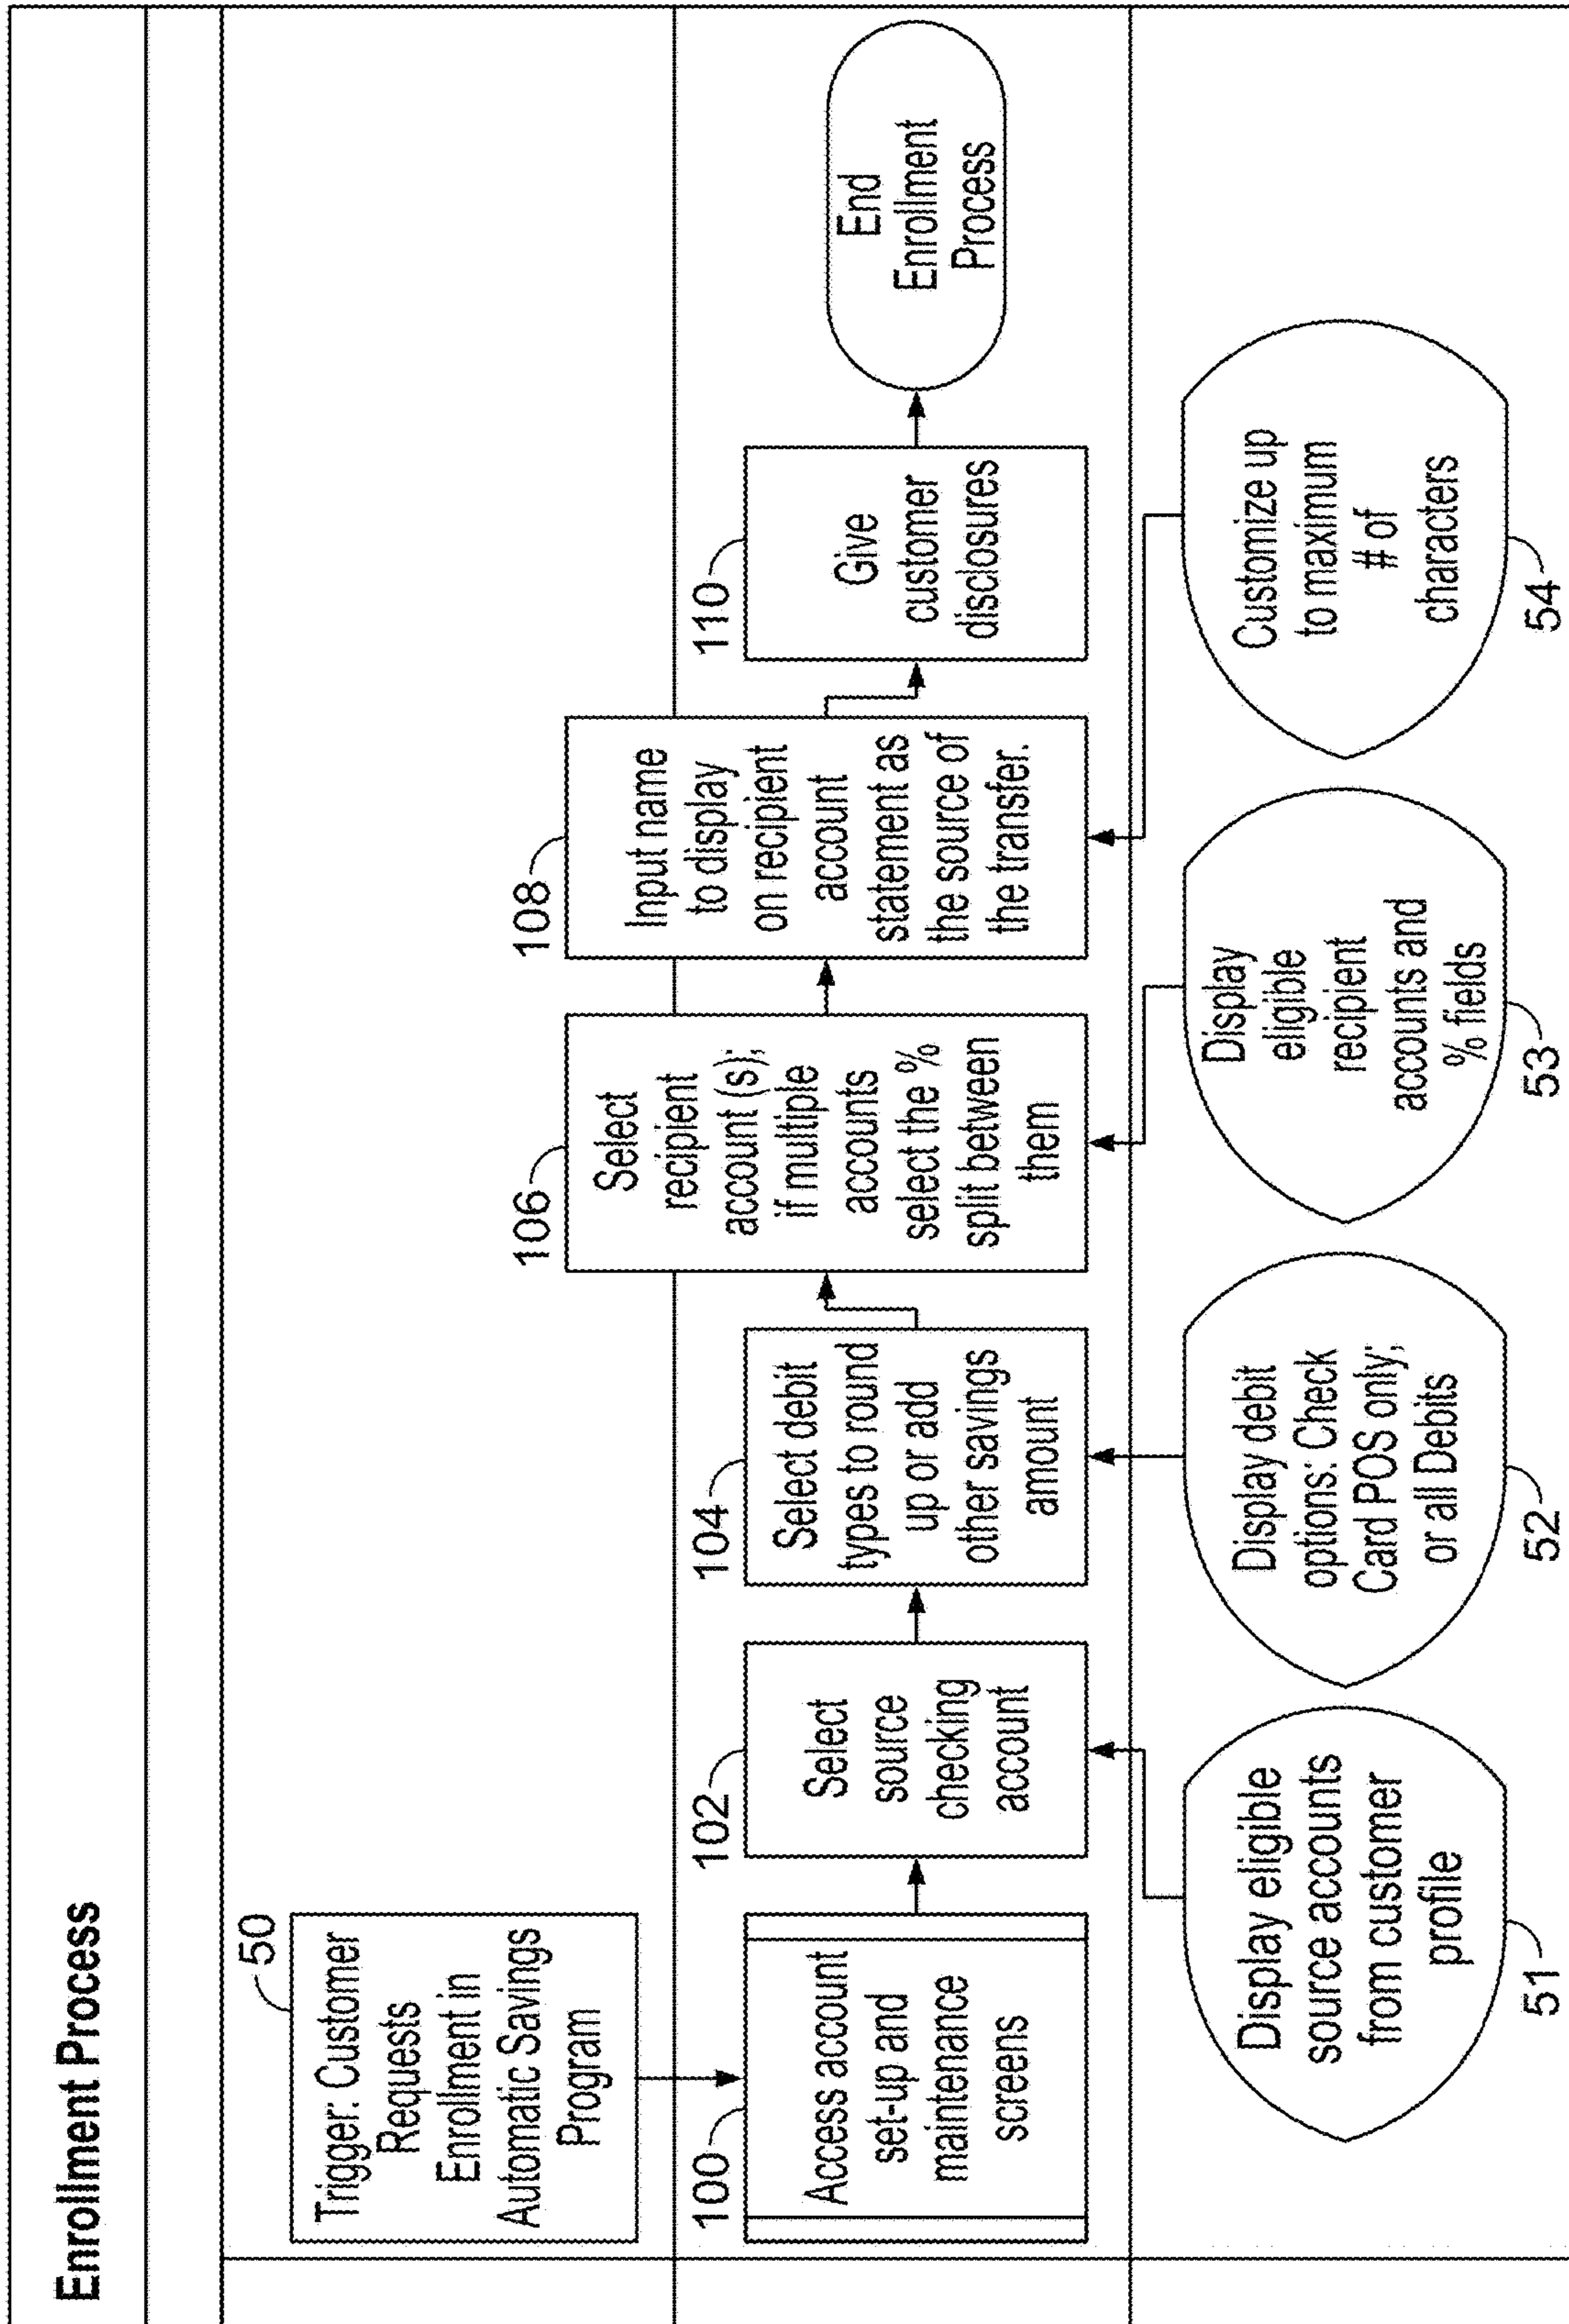 Enrollment Process
50
Trigger: Customer
Requests
Enrollment in
Automatic Savings
Program
100
Access account
set-up and
maintenance
screens
102
Select
source
checking
account
104
Select debit
types to round
up or add
other savings
amount
106
Select
recipient
account (s);
if multiple
accounts
select the %
split between
them
108
Input name
to display
on recipient
account
statement as
the source of
the transfer.
110
Give
customer
disclosures
End
Enrollment
Process
Display eligible
source accounts
from customer
profile
51
Display debit
options: Check
Card POS only;
or all Debits
52
Display
eligible
recipient
accounts and
% fields
53
Customize up
to maximum
# of
characters
54